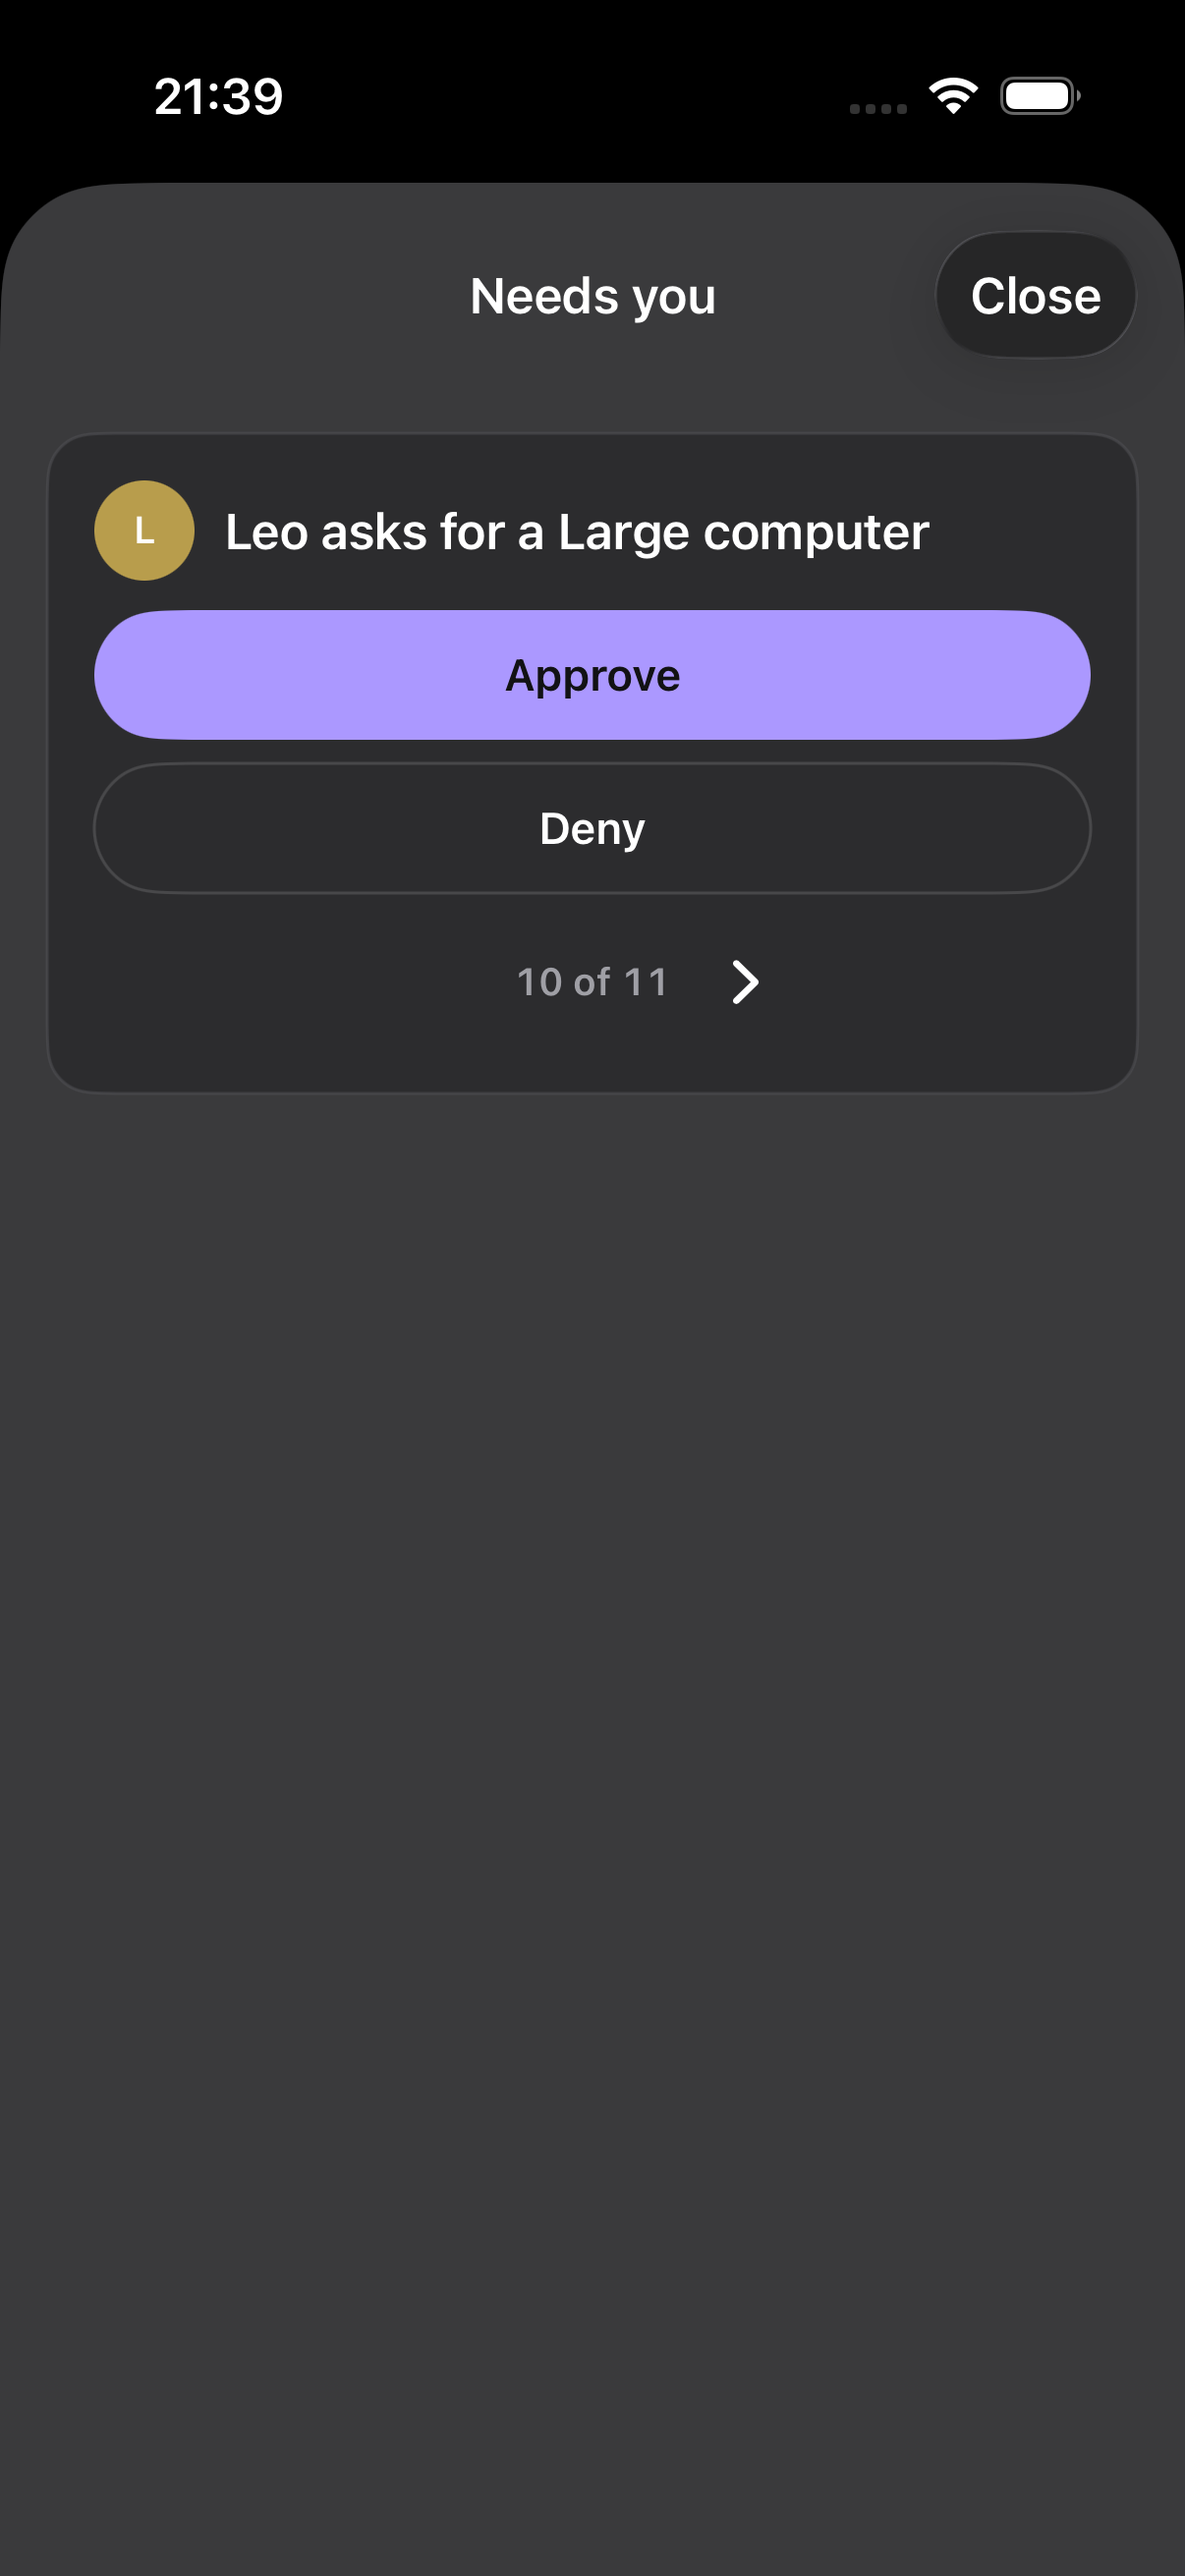 21:39
Needs you
Close
L
Leo asks for a Large computer
Approve
Deny
10 of 11